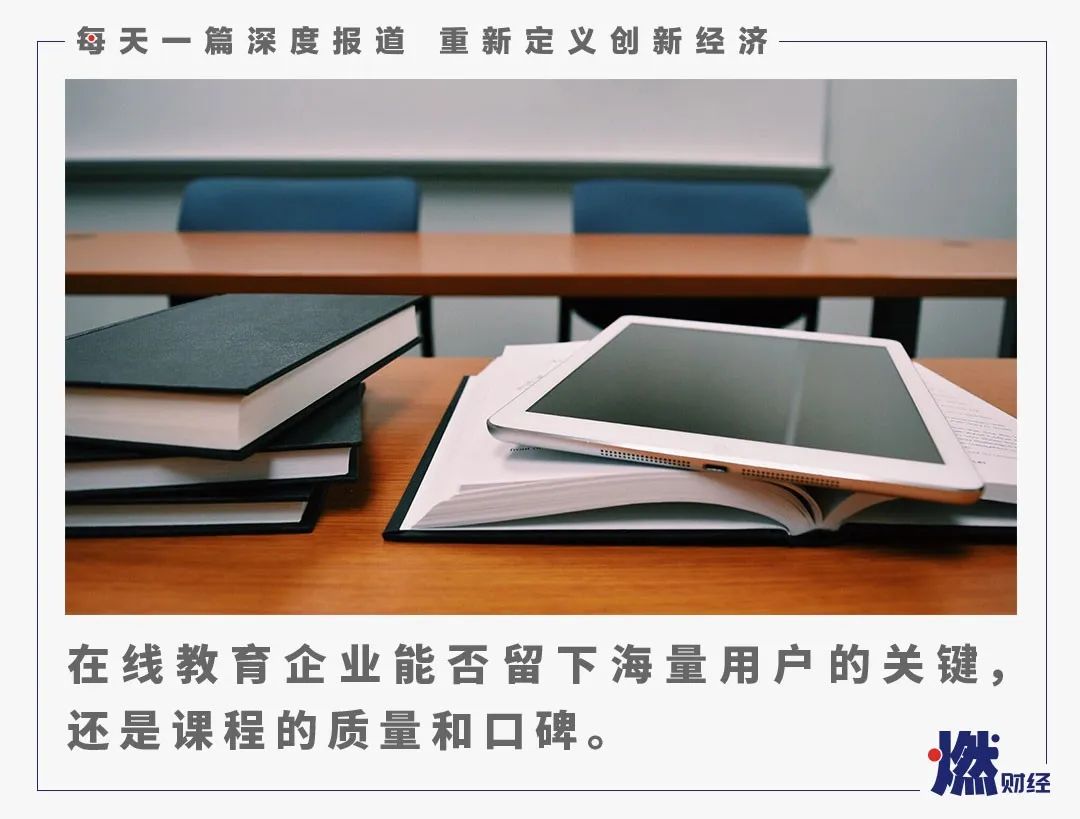 每天一篇深度报道 重新定义创新经济
在线教育企业能否留下海量用户的关键，
还是课程的质量和口碑。
燃财经